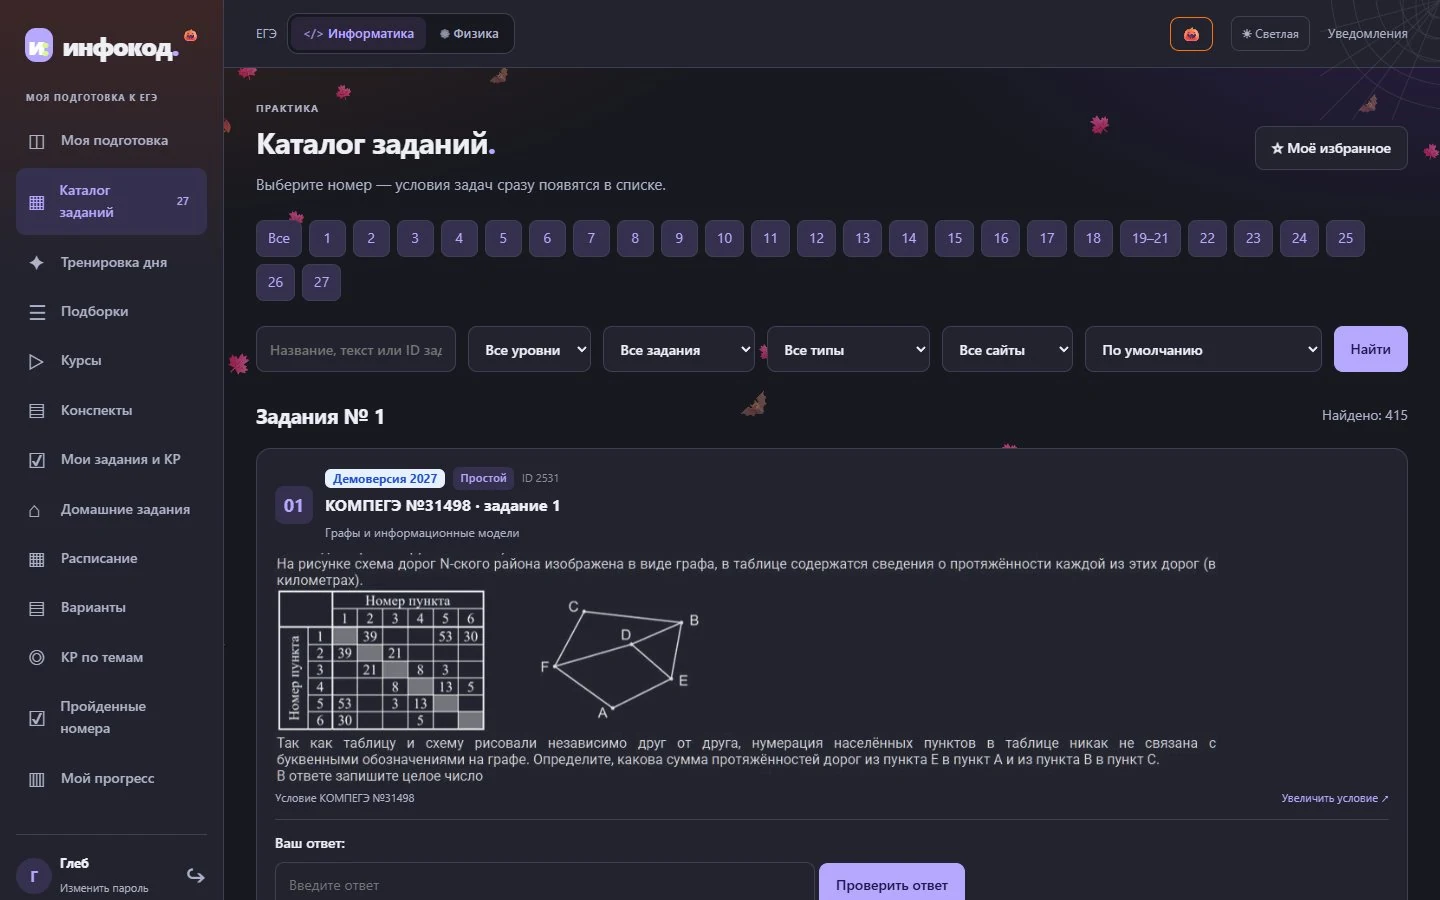 инфокод.
МОЯ ПОДГОТОВКА К ЕГЭ
Моя подготовка
Каталог заданий 27
Тренировка дня
Подборки
Курсы
Конспекты
Мои задания и КР
Домашние задания
Расписание
Варианты
КР по темам
Пройденные номера
Мой прогресс
Г
Глеб
Изменить пароль
ЕГЭ </> Информатика Физика
Светлая Уведомления
ПРАКТИКА
Каталог заданий.
Моё избранное
Выберите номер — условия задач сразу появятся в списке.
Все 1 2 3 4 5 6 7 8 9 10 11 12 13 14 15 16 17 18 19–21 22 23 24 25
26 27
Название, текст или ID зад Все уровни Все задания Все типы Все сайты По умолчанию Найти
Задания № 1 Найдено: 415
Демоверсия 2027 Простой ID 2531
01 КОМПЕГЭ №31498 · задание 1
Графы и информационные модели
На рисунке схема дорог N-ского района изображена в виде графа, в таблице содержатся сведения о протяжённости каждой из этих дорог (в
километрах).
Номер пункта
1 2 3 4 5 6
Номер пункта
1 39 53 30
2 39 21
3 21 8 3
4 8 13 5
5 53 3 13
6 30 5
C B D F E A
Так как таблицу и схему рисовали независимо друг от друга, нумерация населённых пунктов в таблице никак не связана с
буквенными обозначениями на графе. Определите, какова сумма протяжённостей дорог из пункта E в пункт A и из пункта B в пункт C.
В ответе запишите целое число
Условие КОМПЕГЭ №31498 Увеличить условие ↗
Ваш ответ:
Введите ответ Проверить ответ